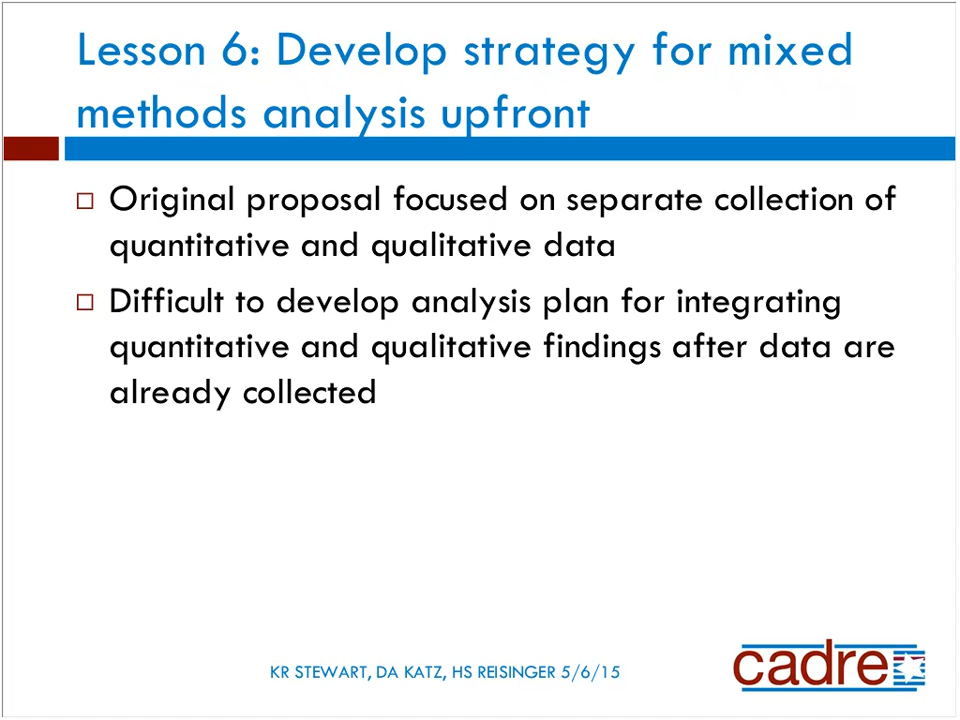 Lesson 6: Develop strategy for mixed
methods analysis upfront
Original proposal focused on separate collection of
quantitative and qualitative data
Difficult to develop analysis plan for integrating
quantitative and qualitative findings after data are
already collected
KR STEWART, DA KATZ, HS REISINGER 5/6/15
cadre